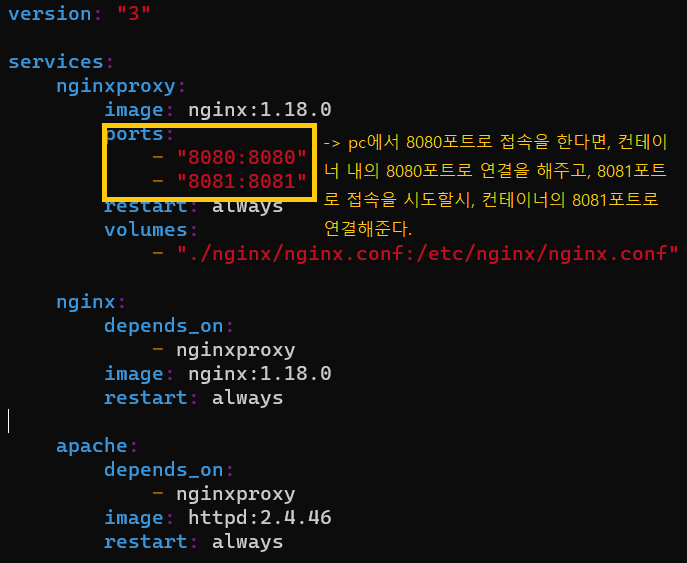 version: "3"
services:
nginxproxy:
image: nginx:1.18.0
ports:
- "8080:8080"
- "8081:8081"
-> pc에서 8080포트로 접속을 한다면, 컨테이
너 내의 8080포트로 연결을 해주고, 8081포트
로 접속을 시도할시, 컨테이너의 8081포트로
연결해준다.
restart: always
volumes:
- "./nginx/nginx.conf:/etc/nginx/nginx.conf"
nginx:
depends_on:
- nginxproxy
image: nginx:1.18.0
restart: always
apache:
depends_on:
- nginxproxy
image: httpd:2.4.46
restart: always